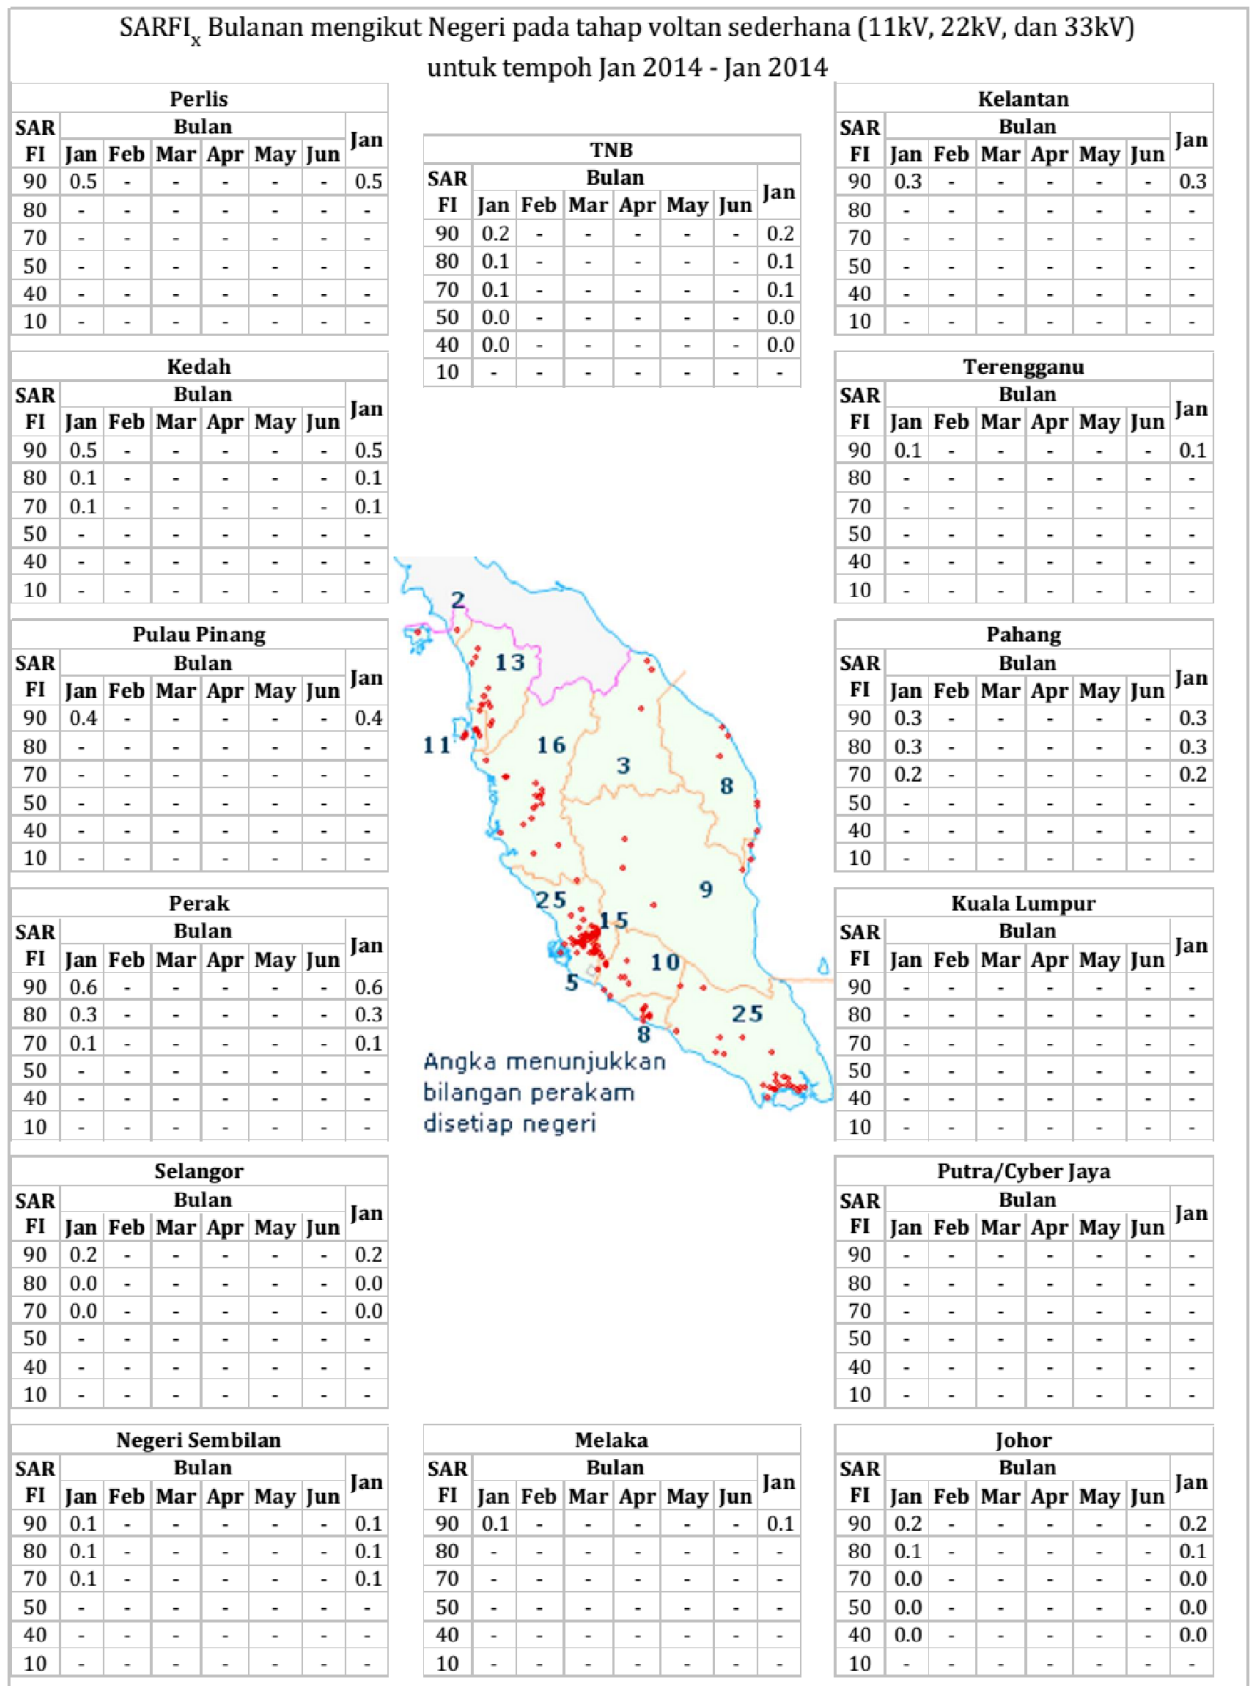 SARFIx Bulanan mengikut Negeri pada tahap voltan sederhana (11kV, 22kV, dan 33kV)
untuk tempoh Jan 2014 - Jan 2014
Perlis
SAR FI Bulan Jan
Jan Feb Mar Apr May Jun
90 0.5 - - - - - 0.5
80 - - - - - - -
70 - - - - - - -
50 - - - - - - -
40 - - - - - - -
10 - - - - - - -
Kedah
SAR FI Bulan Jan
Jan Feb Mar Apr May Jun
90 0.5 - - - - - 0.5
80 0.1 - - - - - 0.1
70 0.1 - - - - - 0.1
50 - - - - - - -
40 - - - - - - -
10 - - - - - - -
Pulau Pinang
SAR FI Bulan Jan
Jan Feb Mar Apr May Jun
90 0.4 - - - - - 0.4
80 - - - - - - -
70 - - - - - - -
50 - - - - - - -
40 - - - - - - -
10 - - - - - - -
Perak
SAR FI Bulan Jan
Jan Feb Mar Apr May Jun
90 0.6 - - - - - 0.6
80 0.3 - - - - - 0.3
70 0.1 - - - - - 0.1
50 - - - - - - -
40 - - - - - - -
10 - - - - - - -
Selangor
SAR FI Bulan Jan
Jan Feb Mar Apr May Jun
90 0.2 - - - - - 0.2
80 0.0 - - - - - 0.0
70 0.0 - - - - - 0.0
50 - - - - - - -
40 - - - - - - -
10 - - - - - - -
Negeri Sembilan
SAR FI Bulan Jan
Jan Feb Mar Apr May Jun
90 0.1 - - - - - 0.1
80 0.1 - - - - - 0.1
70 0.1 - - - - - 0.1
50 - - - - - - -
40 - - - - - - -
10 - - - - - - -
TNB
SAR FI Bulan Jan
Jan Feb Mar Apr May Jun
90 0.2 - - - - - 0.2
80 0.1 - - - - - 0.1
70 0.1 - - - - - 0.1
50 0.0 - - - - - 0.0
40 0.0 - - - - - 0.0
10 - - - - - - -
2
13
11
16
3
8
25
15
9
5
10
25
8
Angka menunjukkan
bilangan perakam
disetiap negeri
Melaka
SAR FI Bulan Jan
Jan Feb Mar Apr May Jun
90 0.1 - - - - - 0.1
80 - - - - - - -
70 - - - - - - -
50 - - - - - - -
40 - - - - - - -
10 - - - - - - -
Kelantan
SAR FI Bulan Jan
Jan Feb Mar Apr May Jun
90 0.3 - - - - - 0.3
80 - - - - - - -
70 - - - - - - -
50 - - - - - - -
40 - - - - - - -
10 - - - - - - -
Terengganu
SAR FI Bulan Jan
Jan Feb Mar Apr May Jun
90 0.1 - - - - - 0.1
80 - - - - - - -
70 - - - - - - -
50 - - - - - - -
40 - - - - - - -
10 - - - - - - -
Pahang
SAR FI Bulan Jan
Jan Feb Mar Apr May Jun
90 0.3 - - - - - 0.3
80 0.3 - - - - - 0.3
70 0.2 - - - - - 0.2
50 - - - - - - -
40 - - - - - - -
10 - - - - - - -
Kuala Lumpur
SAR FI Bulan Jan
Jan Feb Mar Apr May Jun
90 - - - - - - -
80 - - - - - - -
70 - - - - - - -
50 - - - - - - -
40 - - - - - - -
10 - - - - - - -
Putra/Cyber Jaya
SAR FI Bulan Jan
Jan Feb Mar Apr May Jun
90 - - - - - - -
80 - - - - - - -
70 - - - - - - -
50 - - - - - - -
40 - - - - - - -
10 - - - - - - -
Johor
SAR FI Bulan Jan
Jan Feb Mar Apr May Jun
90 0.2 - - - - - 0.2
80 0.1 - - - - - 0.1
70 0.0 - - - - - 0.0
50 0.0 - - - - - 0.0
40 0.0 - - - - - 0.0
10 - - - - - - -